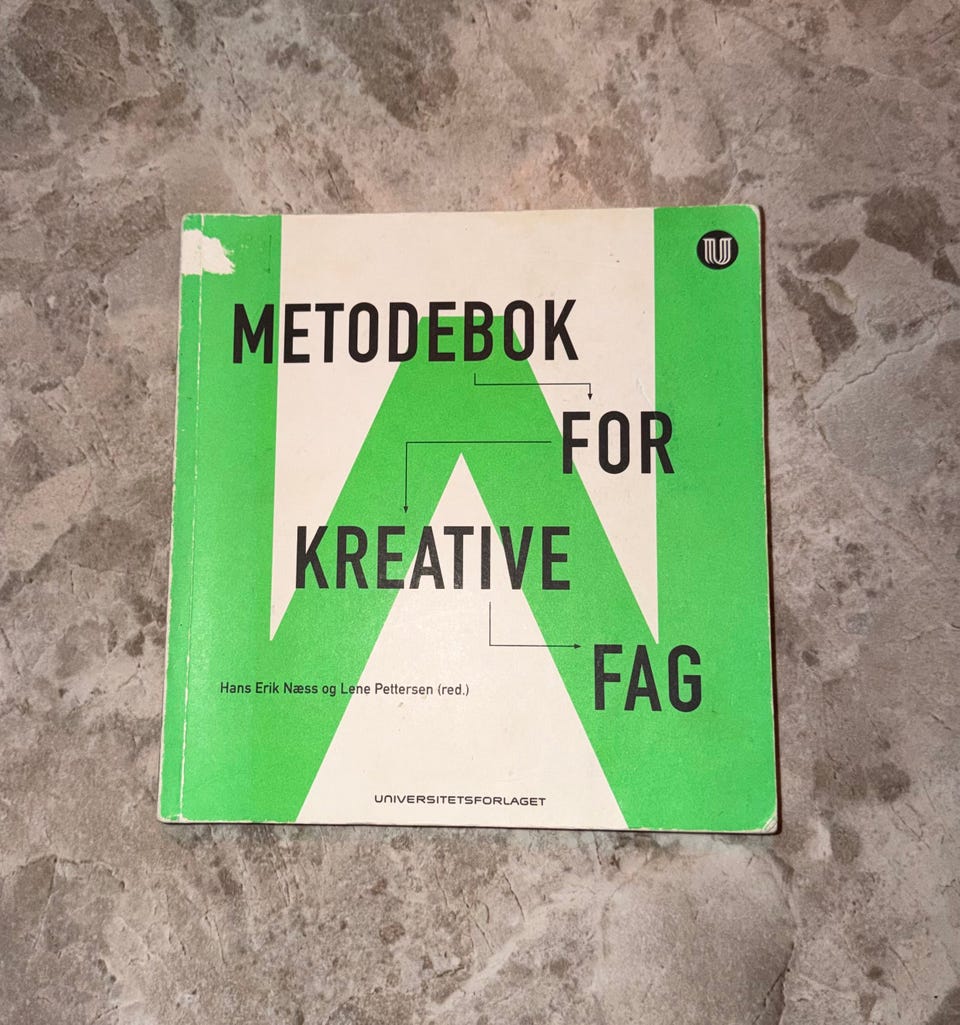 METODEBOK
FOR
KREATIVE
FAG
Hans Erik Næss og Lene Pettersen (red.)
UNIVERSITETSFORLAGET
U